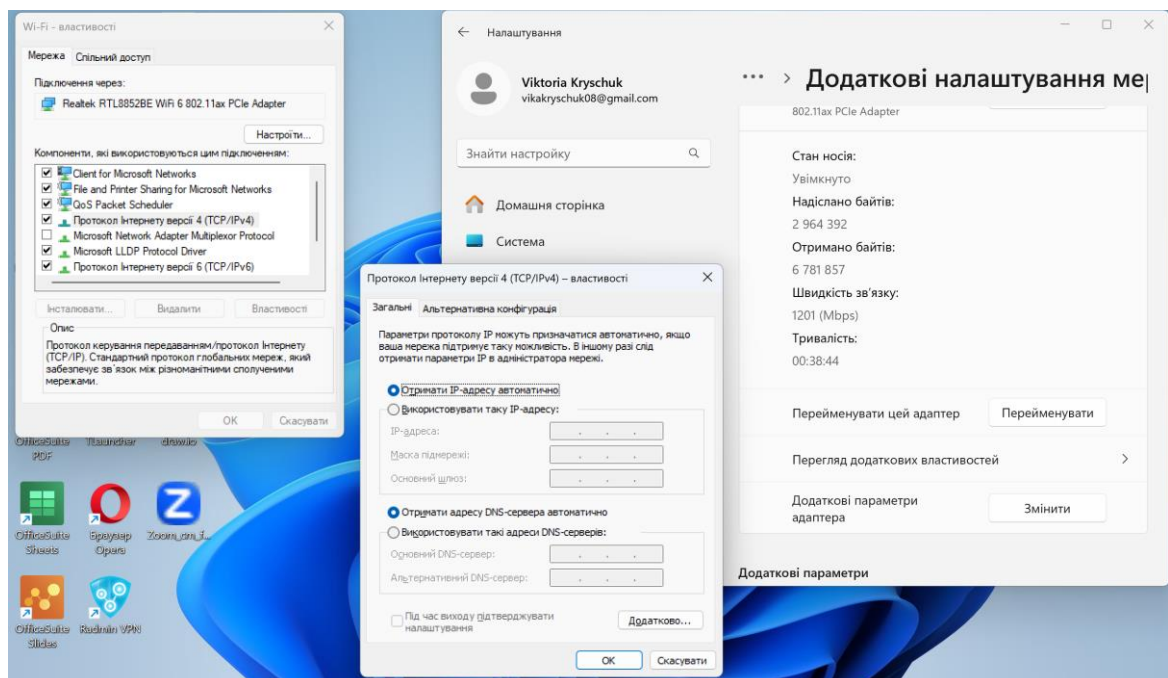 Wi-Fi - властивості
Мережа
Спільний доступ
Підключення через:
Realtek RTL8852BE WiFi 6 802.11ax PCIe Adapter
Настроїти...
Компоненти, які використовуються цим підключенням:
Client for Microsoft Networks
File and Printer Sharing for Microsoft Networks
QoS Packet Scheduler
Протокол Інтернету версії 4 (TCP/IPv4)
Microsoft Network Adapter Multiplexor Protocol
Microsoft LLDP Protocol Driver
Протокол Інтернету версії 6 (TCP/IPv6)
Інсталювати...
Видалити
Властивості
Опис
Протокол керування передаванням/протокол Інтернету
(TCP/IP). Стандартний протокол глобальних мереж, який
забезпечує зв'язок між різноманітними сполученими
мережами.
OK
Скасувати
OfficeSuite
PDF
TLauncher
draw.io
OfficeSuite
Sheets
Браузер
Opera
Zoom_cm_f...
OfficeSuite
Slides
Radmin VPN
Протокол Інтернету версії 4 (TCP/IPv4) – властивості
Загальні
Альтернативна конфігурація
Параметри протоколу IP можуть призначатися автоматично, якщо
ваша мережа підтримує таку можливість. В іншому разі слід
отримати параметри IP в адміністратора мережі.
Отримати IP-адресу автоматично
Використовувати таку IP-адресу:
IP-адреса:
Маска підмережі:
Основний шлюз:
Отримати адресу DNS-сервера автоматично
Використовувати такі адреси DNS-серверів:
Основний DNS-сервер:
Альтернативний DNS-сервер:
Під час виходу підтверджувати
налаштування
Додатково...
OK
Скасувати
Налаштування
Viktoria Kryschuk
vikakryschuk08@gmail.com
Знайти настройку
Домашня сторінка
Система
Додаткові налаштування ме
802.11ax PCIe Adapter
Стан носія:
Увімкнуто
Надіслано байтів:
2 964 392
Отримано байтів:
6 781 857
Швидкість зв'язку:
1201 (Mbps)
Тривалість:
00:38:44
Перейменувати цей адаптер
Перейменувати
Перегляд додаткових властивостей
Додаткові параметри
адаптера
Змінити
Додаткові параметри